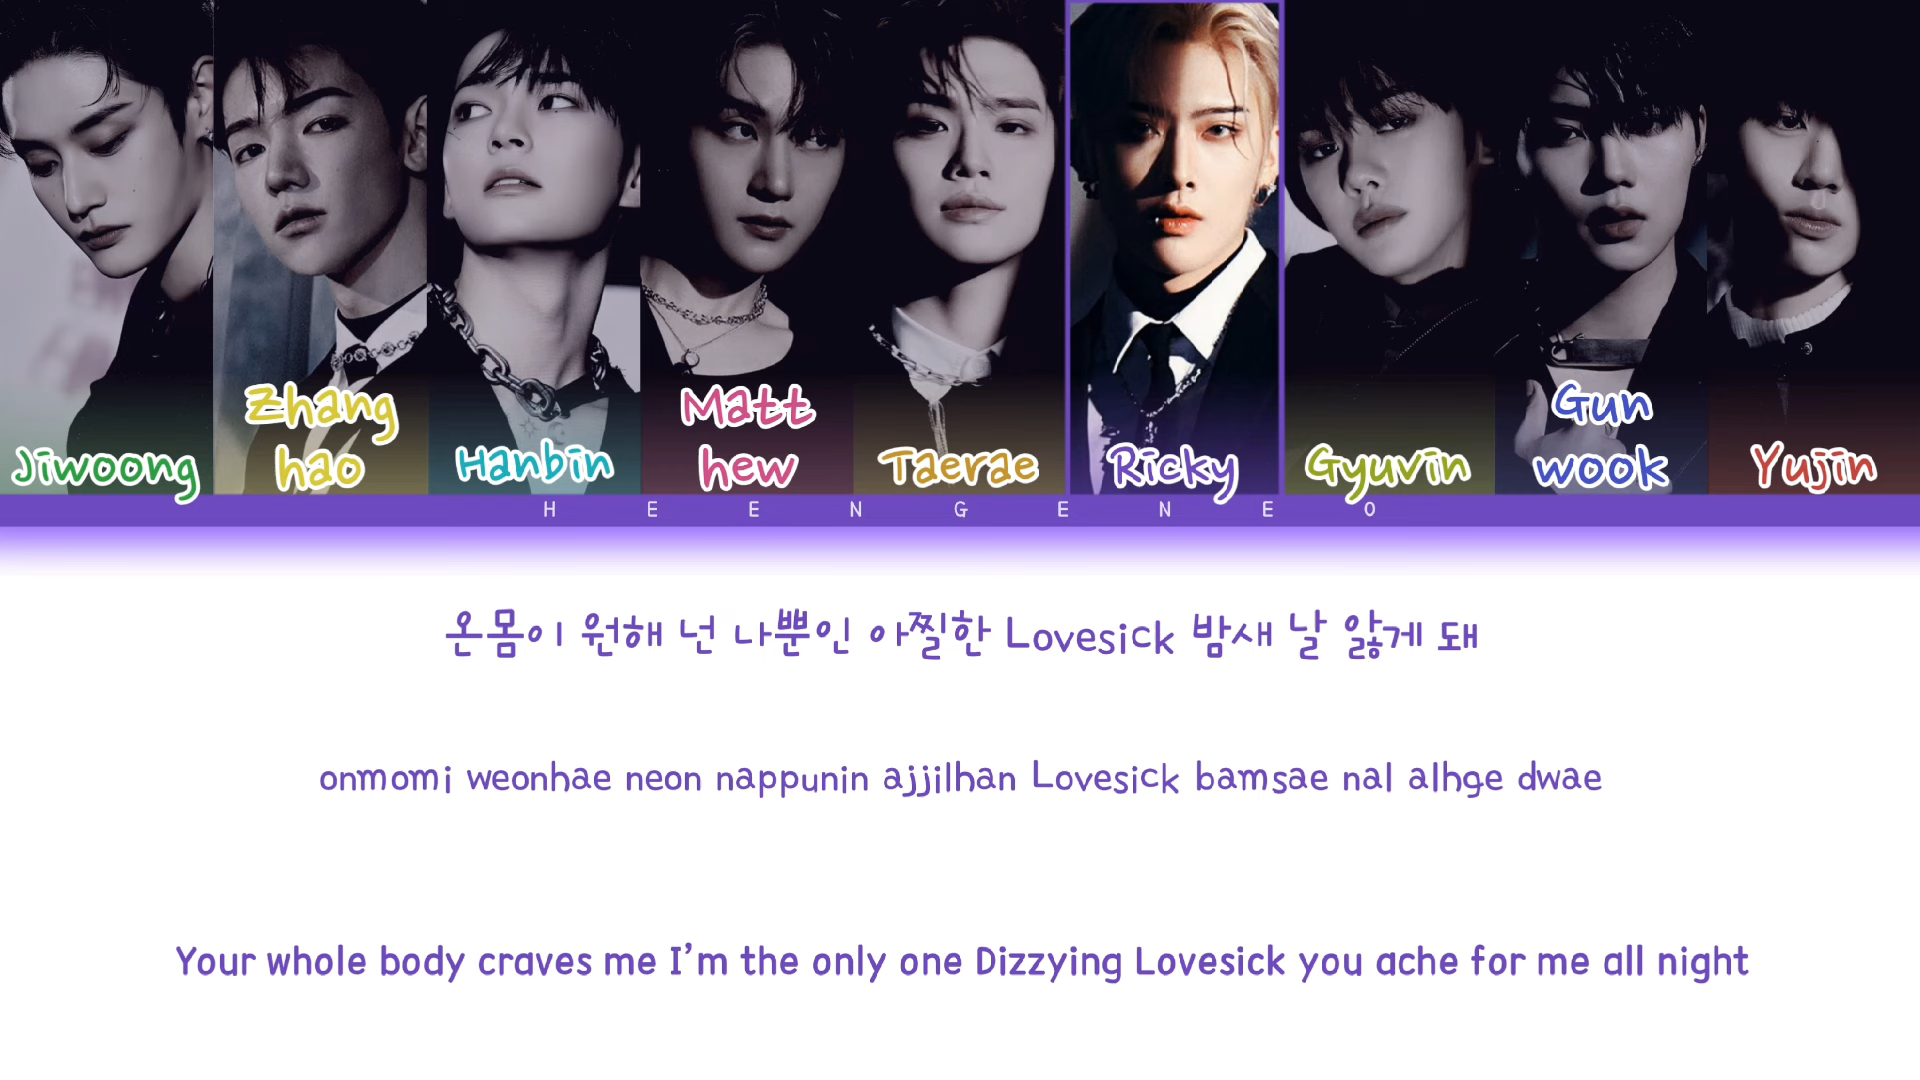 Jiwoong
Zhang
hao
Hanbin
Matt
hew
Taerae
Ricky
Gyuvin
Gun
wook
Yujin
H E E N G E N E O
온몸이 원해 넌 나뿐인 아찔한 Lovesick 밤새 날 앓게 돼
onmomi weonhae neon nappunin ajjilhan Lovesick bamsae nal alhge dwae
Your whole body craves me I'm the only one Dizzying Lovesick you ache for me all night